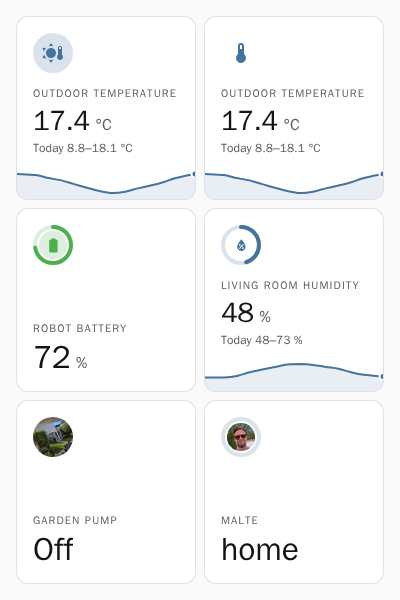 OUTDOOR TEMPERATURE
17.4 °C
Today 8.8–18.1 °C
OUTDOOR TEMPERATURE
17.4 °C
Today 8.8–18.1 °C
ROBOT BATTERY
72 %
LIVING ROOM HUMIDITY
48 %
Today 48–73 %
GARDEN PUMP
Off
MALTE
home